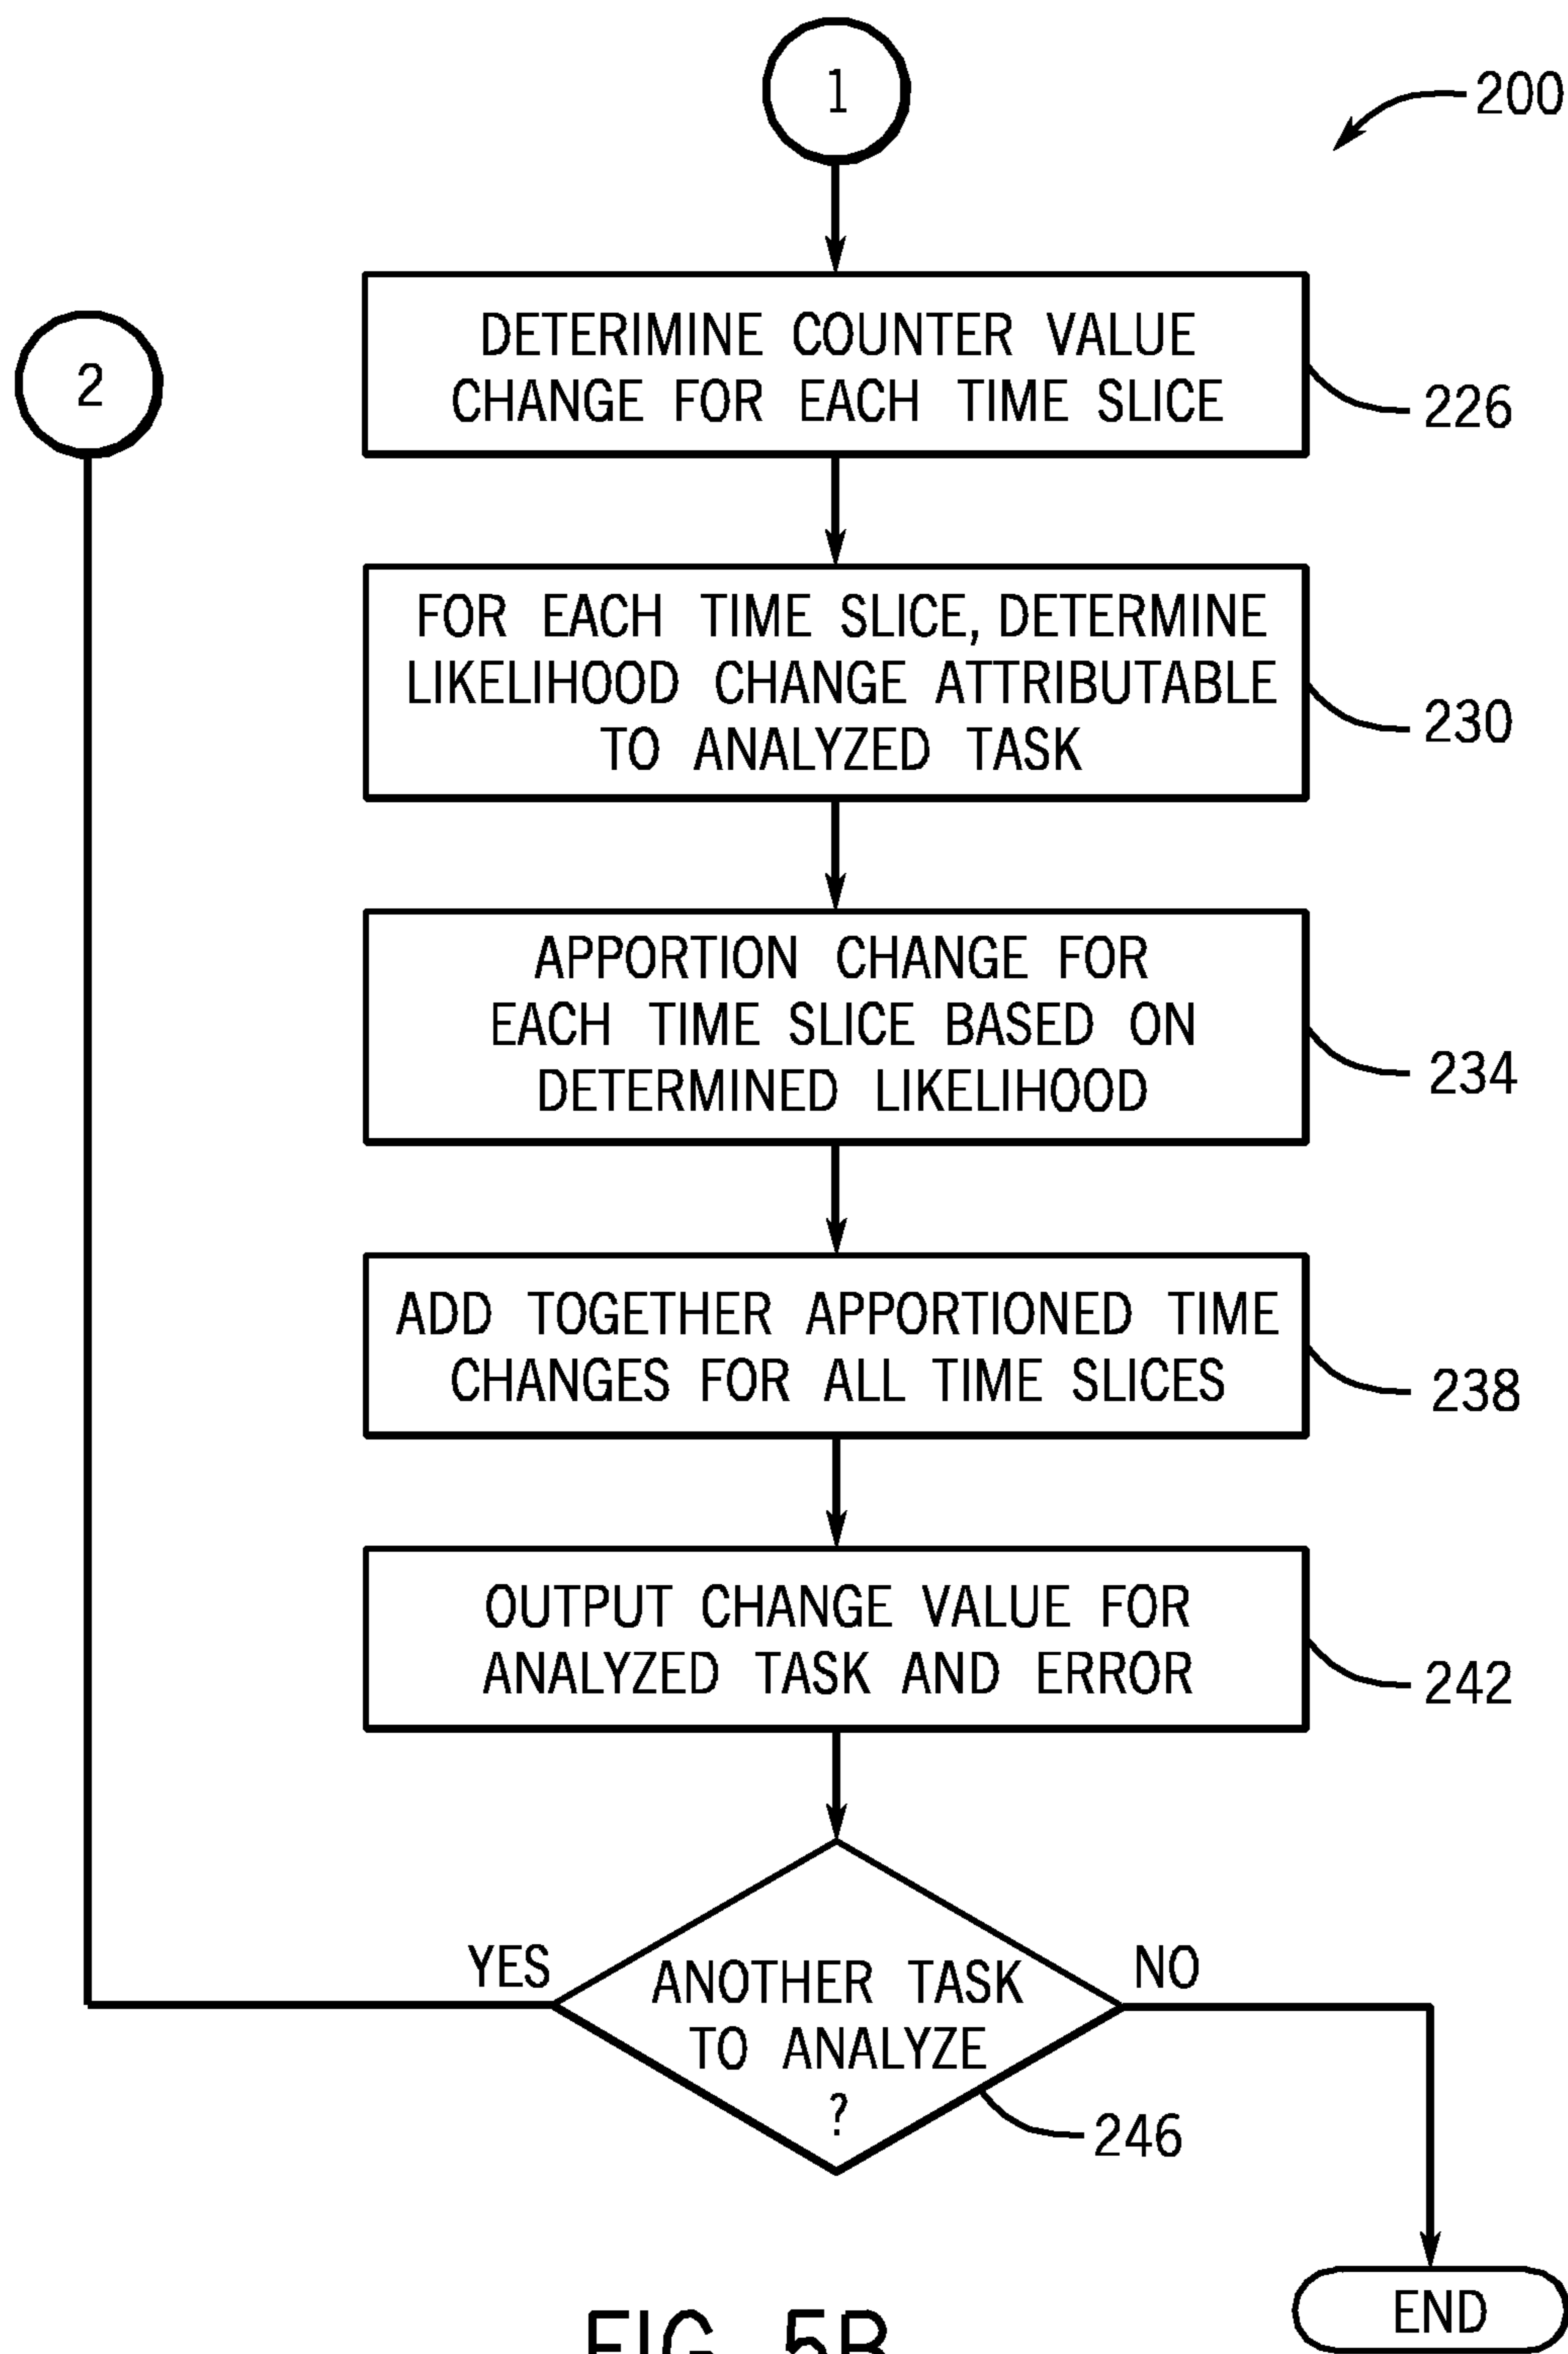 1
200
2
DETERIMINE COUNTER VALUE
CHANGE FOR EACH TIME SLICE
226
FOR EACH TIME SLICE, DETERMINE
LIKELIHOOD CHANGE ATTRIBUTABLE
TO ANALYZED TASK
230
APPORTION CHANGE FOR
EACH TIME SLICE BASED ON
DETERMINED LIKELIHOOD
234
ADD TOGETHER APPORTIONED TIME
CHANGES FOR ALL TIME SLICES
238
OUTPUT CHANGE VALUE FOR
ANALYZED TASK AND ERROR
242
YES
NO
ANOTHER TASK
TO ANALYZE
?
246
END
FIG. 5B